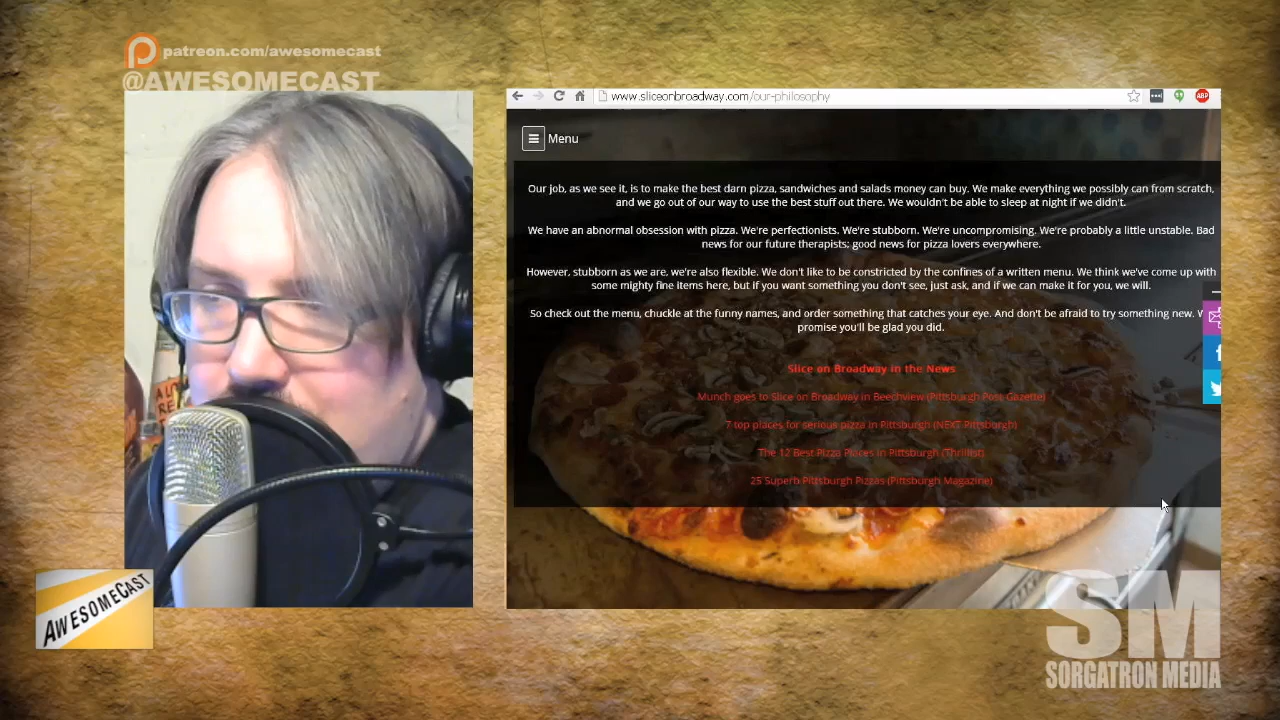 patreon.com/awesomecast
@AWESOMECAST
www.sliceonbroadway.com/our-philosophy
ABP
Menu
Our job, as we see it, is to make the best darn pizza, sandwiches and salads money can buy. We make everything we possibly can from scratch,
and we go out of our way to use the best stuff out there. We wouldn't be able to sleep at night if we didn't.
We have an abnormal obsession with pizza. We're perfectionists. We're stubborn. We're uncompromising. We're probably a little unstable. Bad
news for our future therapists; good news for pizza lovers everywhere.
However, stubborn as we are, we're also flexible. We don't like to be constricted by the confines of a written menu. We think we've come up with
some mighty fine items here, but if you want something you don't see, just ask, and if we can make it for you, we will.
So check out the menu, chuckle at the funny names, and order something that catches your eye. And don't be afraid to try something new. W
promise you'll be glad you did.
Slice on Broadway in the News
Munch goes to Slice on Broadway in Beechview (Pittsburgh Post-Gazette)
7 top places for serious pizza in Pittsburgh (NEXT Pittsborgh)
The 12 Best Pizza Places in Pittsburgh (Thrillist)
25 Superb Pittsburgh Pizzas (Pittsburgh Magazine)
A LO
RE
AWESOMECAST
SM
SORGATRON MEDIA